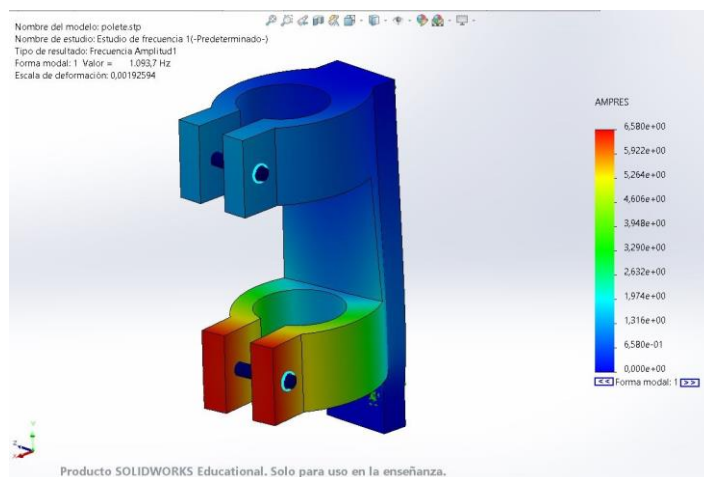 Nombre del modelo: polete.stp
Nombre de estudio: Estudio de frecuencia 1(-Predeterminado-)
Tipo de resultado: Frecuencia Amplitud1
Forma modal: 1 Valor = 1.093,7 Hz
Escala de deformación: 0,00192594
AMPRES
6,580e+00
5,922e+00
5,264e+00
4,606e+00
3,948e+00
3,290e+00
2,632e+00
1,974e+00
1,316e+00
6,580e-01
0,000e+00
<< Forma modal: 1 >>
Y
Z
X
Producto SOLIDWORKS Educational. Solo para uso en la enseñanza.